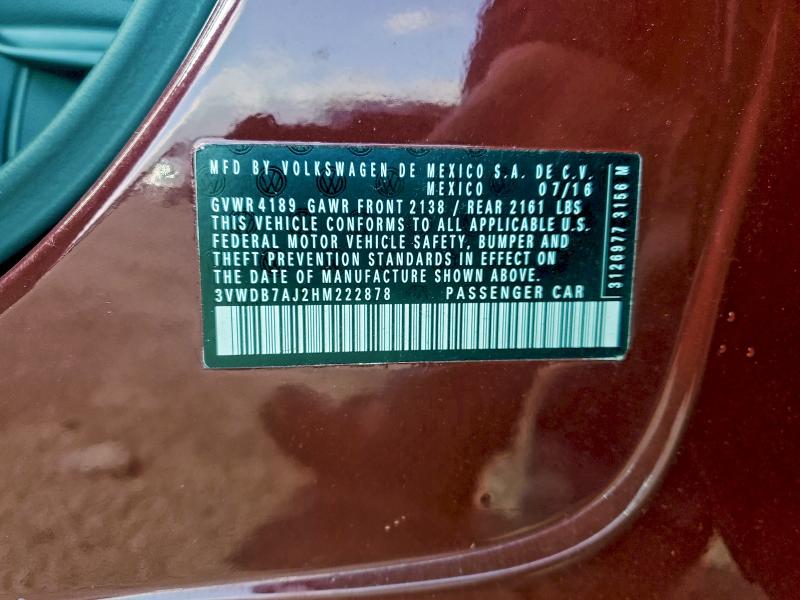 MFD BY VOLKSWAGEN DE MEXICO S.A. DE C.V.
MEXICO 07/16
GVWR 4189 GAWR FRONT 2138 / REAR 2161 LBS
THIS VEHICLE CONFORMS TO ALL APPLICABLE U.S.
FEDERAL MOTOR VEHICLE SAFETY, BUMPER AND
THEFT PREVENTION STANDARDS IN EFFECT ON
THE DATE OF MANUFACTURE SHOWN ABOVE.
3VWDB7AJ2HM222878 PASSENGER CAR
3126977 3156 M